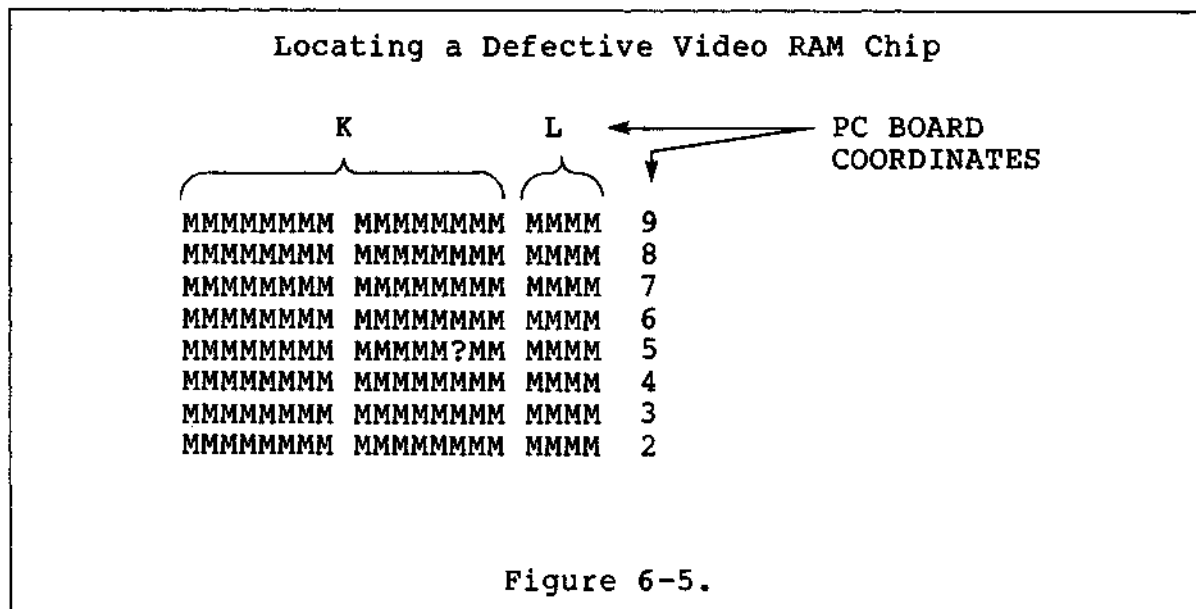 Locating a Defective Video RAM Chip
K L PC BOARD
COORDINATES
MMMMMMMM MMMMMMMM MMMM 9
MMMMMMMM MMMMMMMM MMMM 8
MMMMMMMM MMMMMMMM MMMM 7
MMMMMMMM MMMMMMMM MMMM 6
MMMMMMMM MMMMM?MM MMMM 5
MMMMMMMM MMMMMMMM MMMM 4
MMMMMMMM MMMMMMMM MMMM 3
MMMMMMMM MMMMMMMM MMMM 2
Figure 6-5.